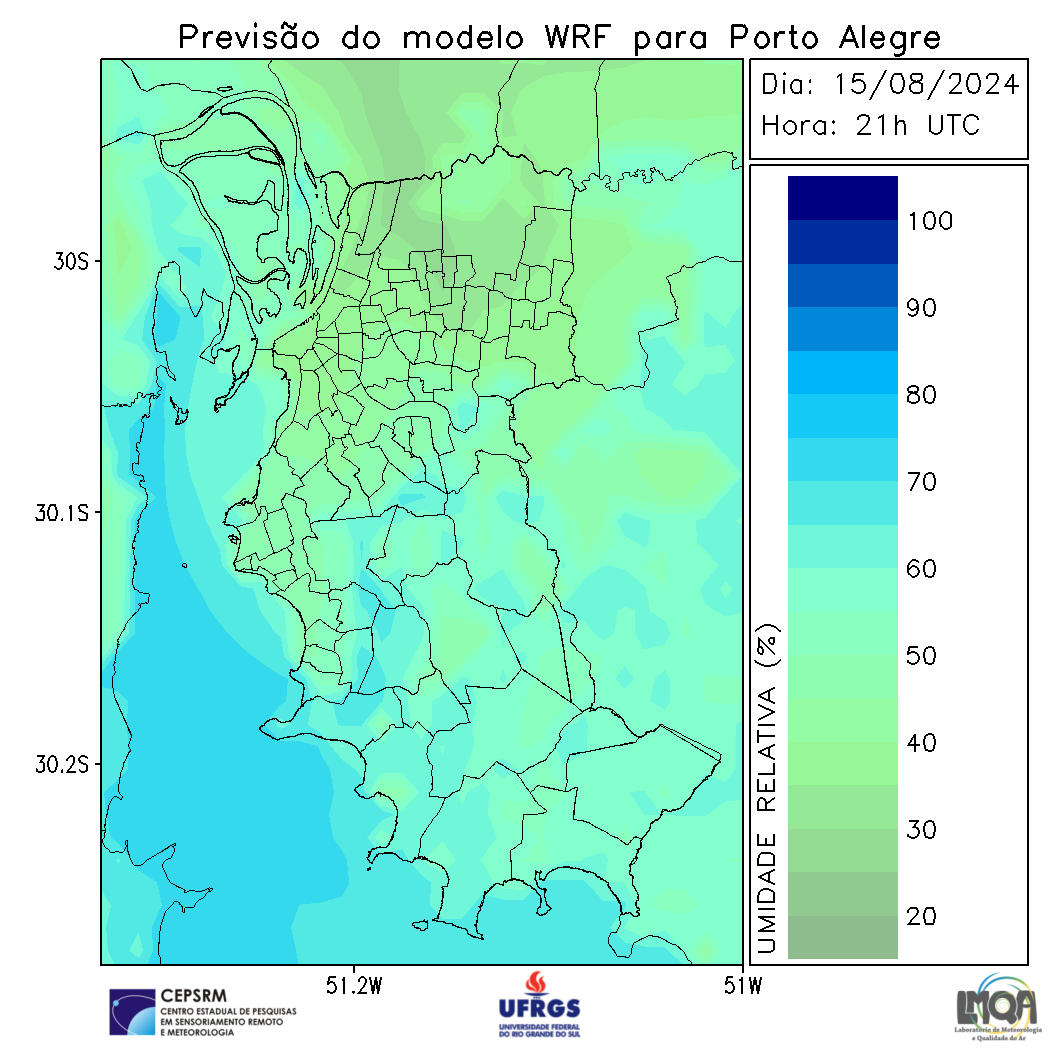 Previsão do modelo WRF para Porto Alegre
Dia: 15/08/2024
Hora: 21h UTC
30S
30.1S
30.2S
51.2W
51W
100
90
80
70
60
50
40
30
20
UMIDADE RELATIVA (%)
CEPSRM
CENTRO ESTADUAL DE PESQUISAS
EM SENSORIAMENTO REMOTO
E METEOROLOGIA
UFRGS
UNIVERSIDADE FEDERAL
DO RIO GRANDE DO SUL
LMQA
Laboratório de Meteorologia
e Qualidade do Ar